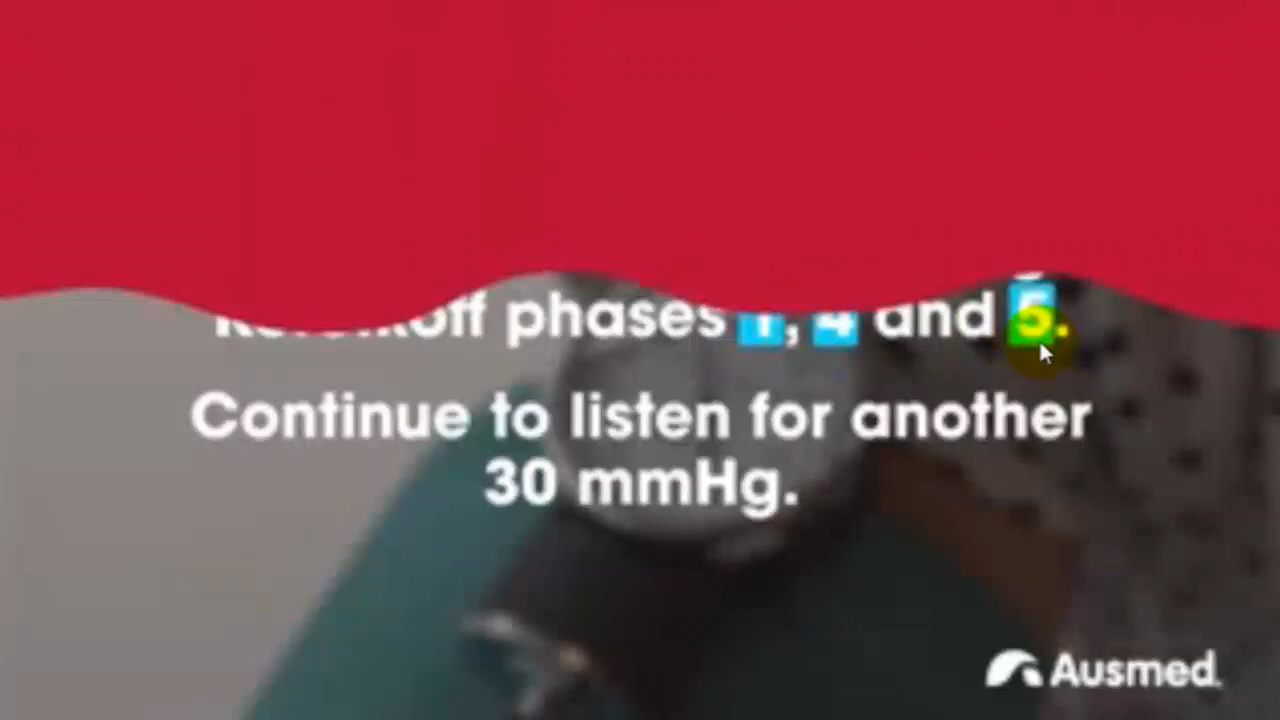 phases 1, 4 and 5.
Continue to listen for another
30 mmHg.
Ausmed